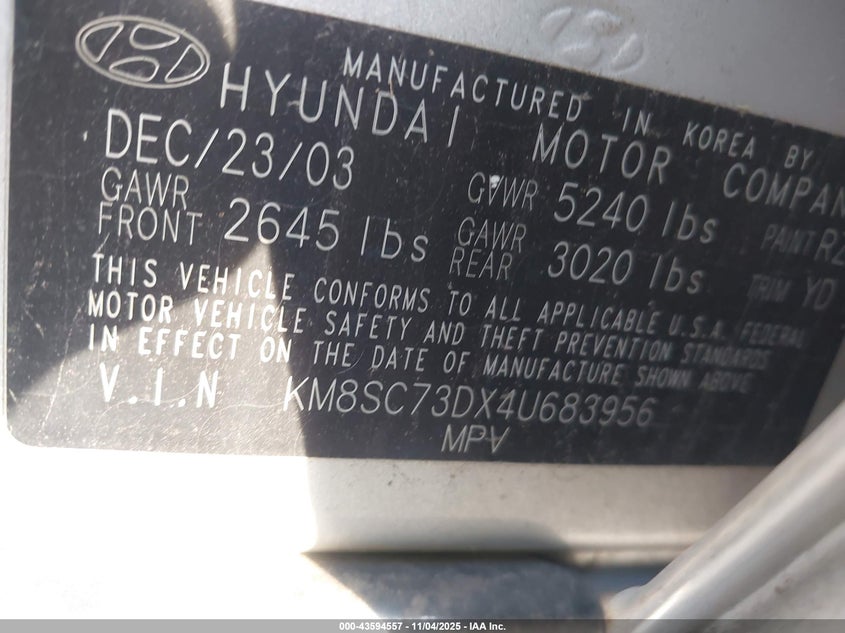 MANUFACTURED IN KOREA BY
HYUNDAI MOTOR COMPAN
DEC/23/03
GVWR 5240 lbs PAINT RZ
GAWR FRONT 2645 lbs GAWR REAR 3020 lbs TRIM YD
THIS VEHICLE CONFORMS TO ALL APPLICABLE U.S.A. FEDERAL
MOTOR VEHICLE SAFETY AND THEFT PREVENTION STANDARDS
IN EFFECT ON THE DATE OF MANUFACTURE SHOWN ABOVE
V.I.N KM8SC73DX4U683956
MPV
000-43594557 - 11/04/2025 - IAA Inc.